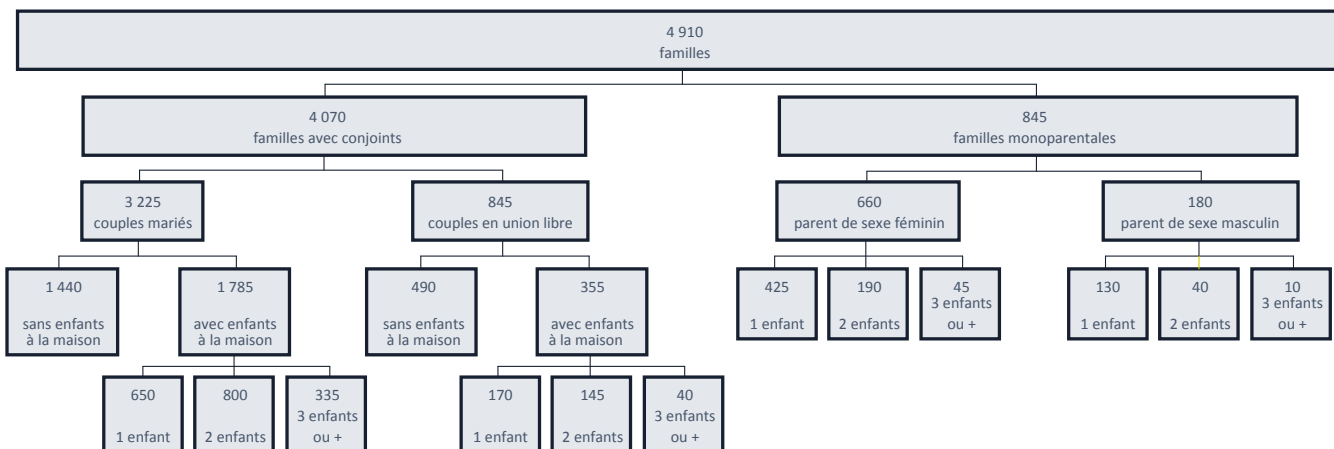 4 910
familles
4 070
familles avec conjoints
845
familles monoparentales
3 225
couples mariés
845
couples en union libre
660
parent de sexe féminin
180
parent de sexe masculin
1 440
sans enfants
à la maison
1 785
avec enfants
à la maison
490
sans enfants
à la maison
355
avec enfants
à la maison
425
1 enfant
190
2 enfants
45
3 enfants
ou +
130
1 enfant
40
2 enfants
10
3 enfants
ou +
650
1 enfant
800
2 enfants
335
3 enfants
ou +
170
1 enfant
145
2 enfants
40
3 enfants
ou +